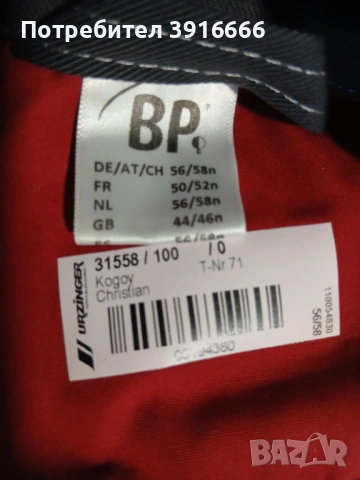 Потребител 3916666
BP
DE/AT/CH 56/58n
FR 50/52n
NL 56/58n
GB 44/46n
31558 / 100 / 0
Kogoy T-Nr 71
Christian
URZINGER
110054830
56/58
BAZAR